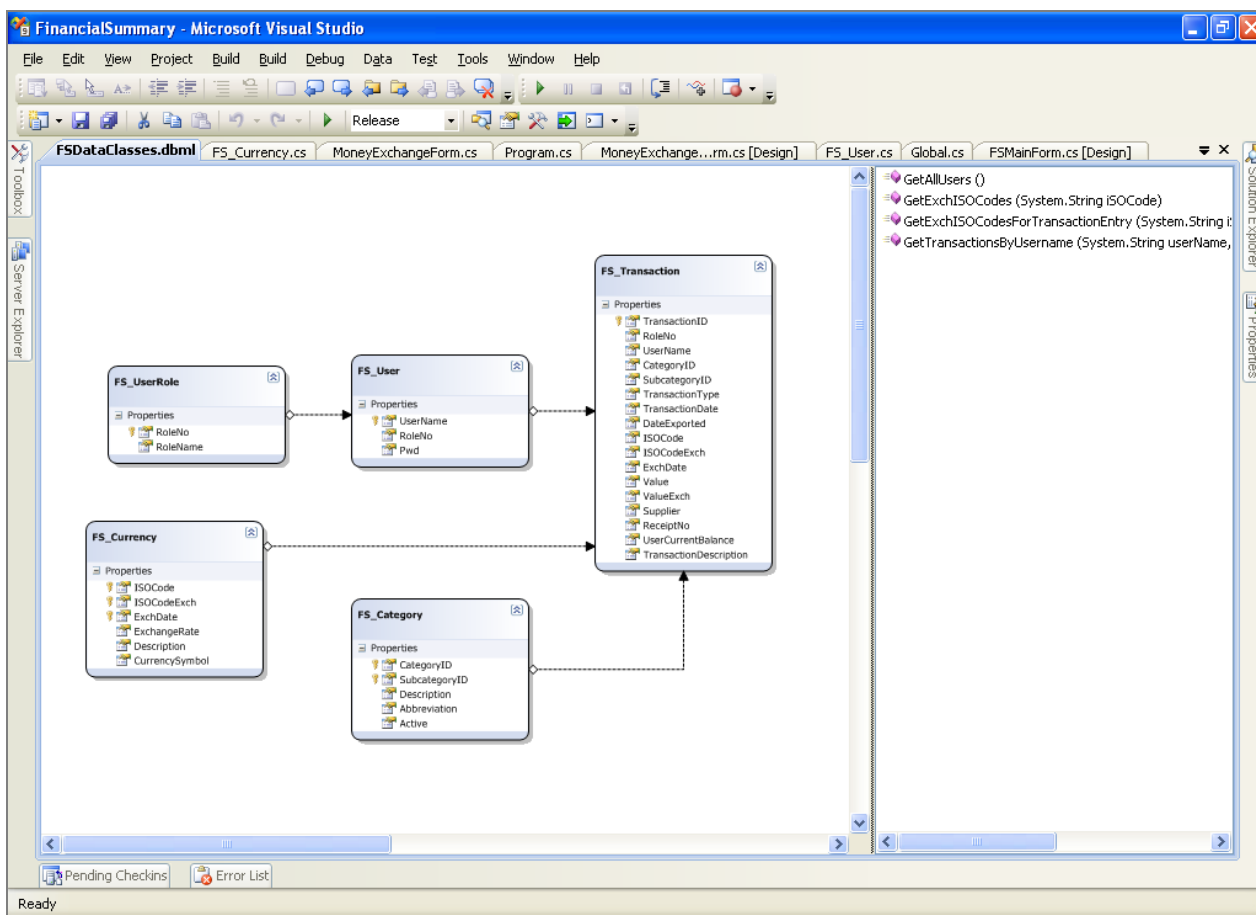 FinancialSummary - Microsoft Visual Studio
File Edit View Project Build Build Debug Data Test Tools Window Help
Release
FSDataClasses.dbml FS_Currency.cs MoneyExchangeForm.cs Program.cs MoneyExchange...rm.cs [Design] FS_User.cs Global.cs FSMainForm.cs [Design]
Toolbox
Server Explorer
FS_UserRole
Properties
RoleNo
RoleName
FS_User
Properties
UserName
RoleNo
Pwd
FS_Transaction
Properties
TransactionID
RoleNo
UserName
CategoryID
SubcategoryID
TransactionType
TransactionDate
DateExported
ISOCode
ISOCodeExch
ExchDate
Value
ValueExch
Supplier
ReceiptNo
UserCurrentBalance
TransactionDescription
FS_Currency
Properties
ISOCode
ISOCodeExch
ExchDate
ExchangeRate
Description
CurrencySymbol
FS_Category
Properties
CategoryID
SubcategoryID
Description
Abbreviation
Active
GetAllUsers ()
GetExchISOCodes (System.String iSOCode)
GetExchISOCodesForTransactionEntry (System.String i
GetTransactionsByUsername (System.String userName,
Solution Explorer
Properties
Pending Checkins Error List
Ready